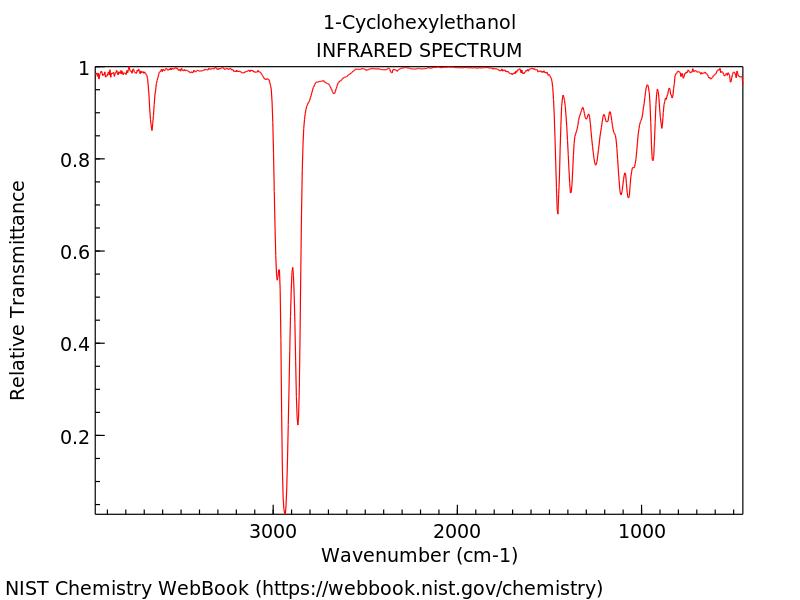 1-Cyclohexylethanol
INFRARED SPECTRUM
1
0.8
0.6
0.4
0.2
Relative Transmittance
3000 2000 1000
Wavenumber (cm-1)
NIST Chemistry WebBook (https://webbook.nist.gov/chemistry)